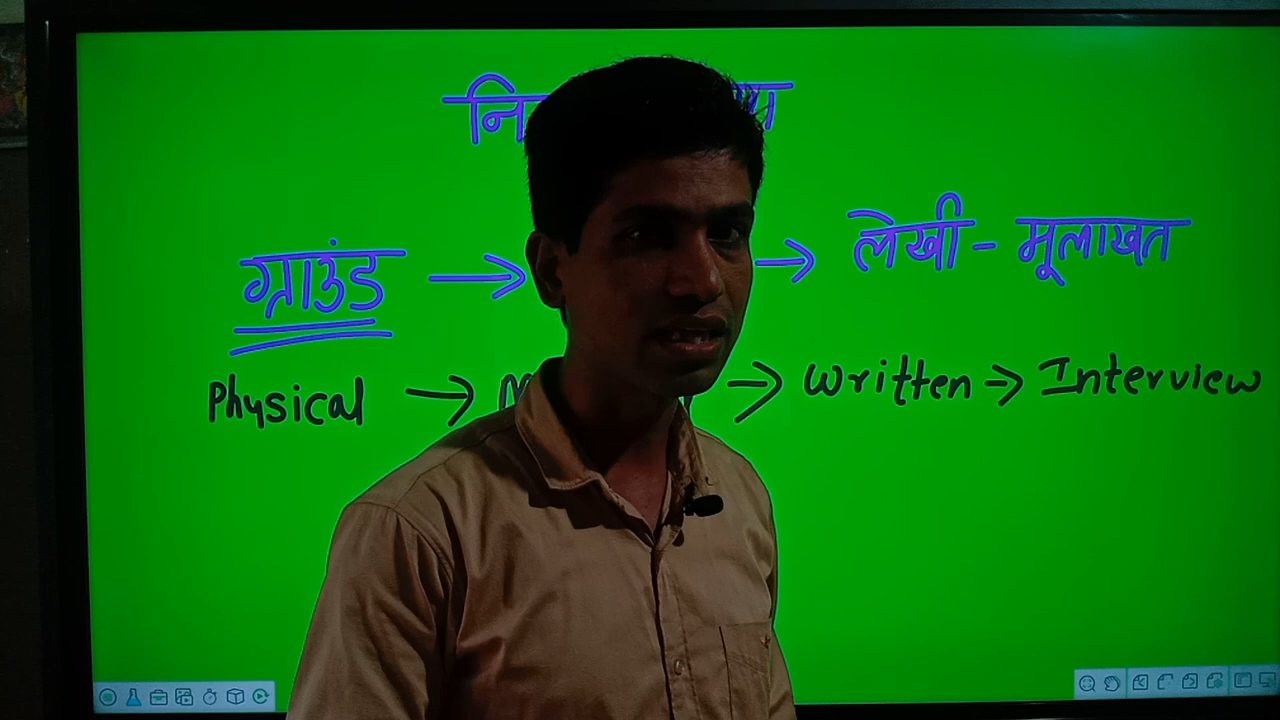 ग्राउंड → → लेखी - मूलाखत
Physical → → written → Interview